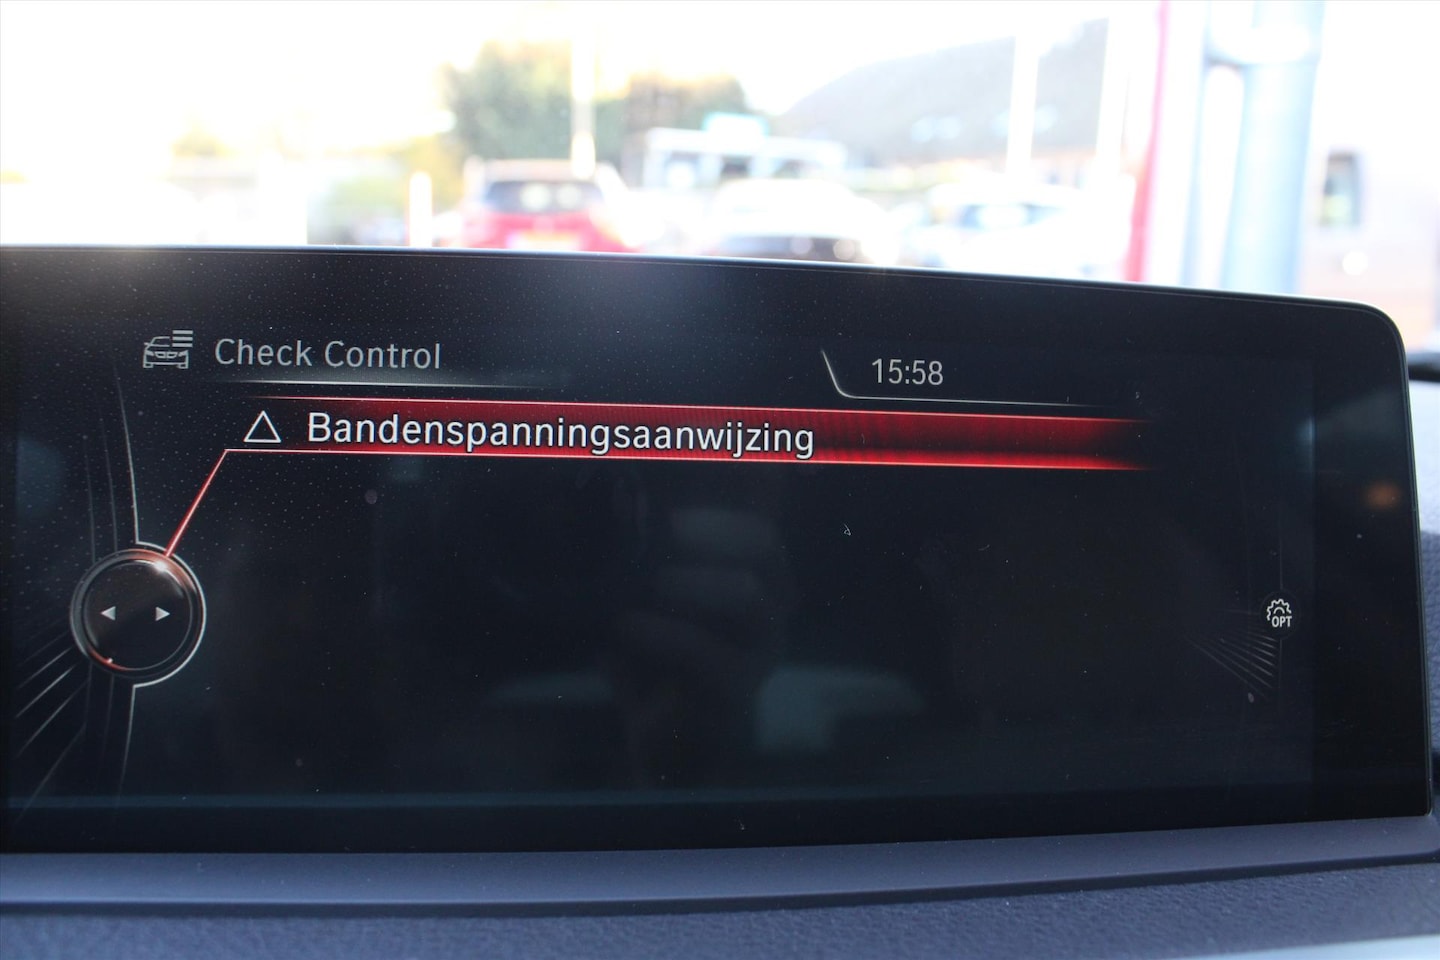 Check Control
15:58
Bandenspanningsaanwijzing
OPT